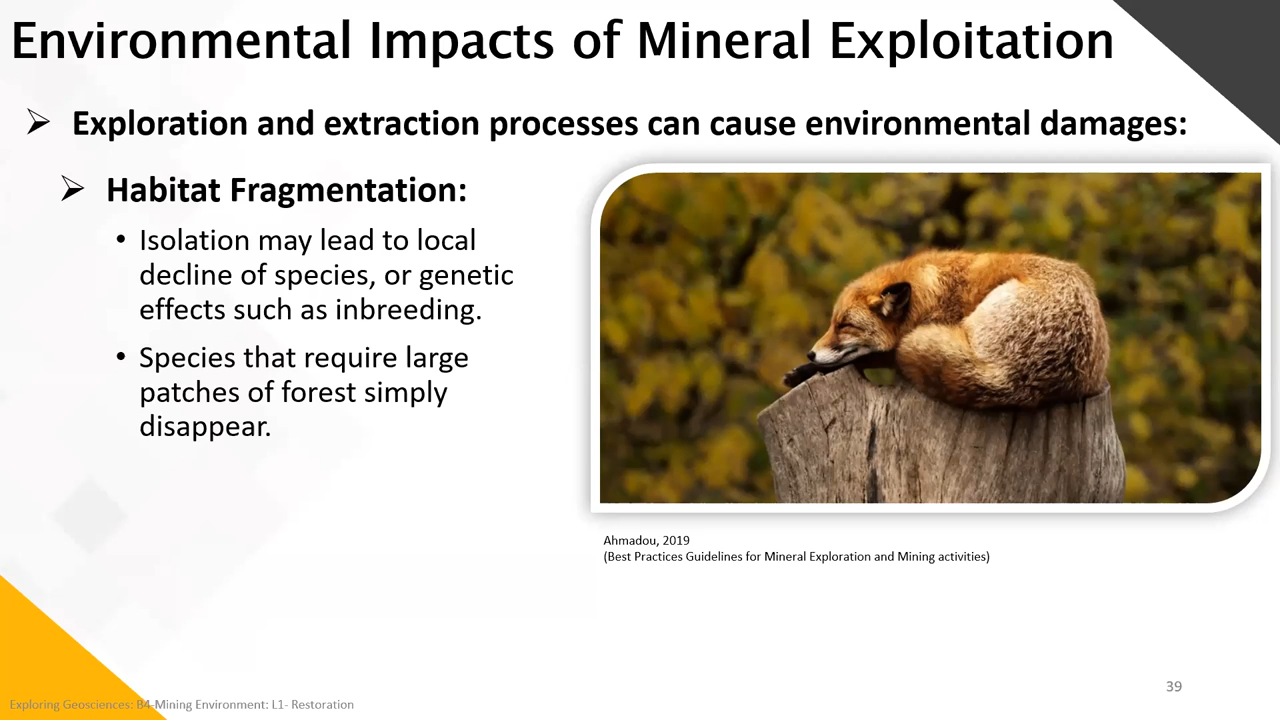 Environmental Impacts of Mineral Exploitation
➢ Exploration and extraction processes can cause environmental damages:
➢ Habitat Fragmentation:
• Isolation may lead to local
decline of species, or genetic
effects such as inbreeding.
• Species that require large
patches of forest simply
disappear.
Ahmadou, 2019
(Best Practices Guidelines for Mineral Exploration and Mining activities)
39
Exploring Geosciences: B4-Mining Environment: L1- Restoration